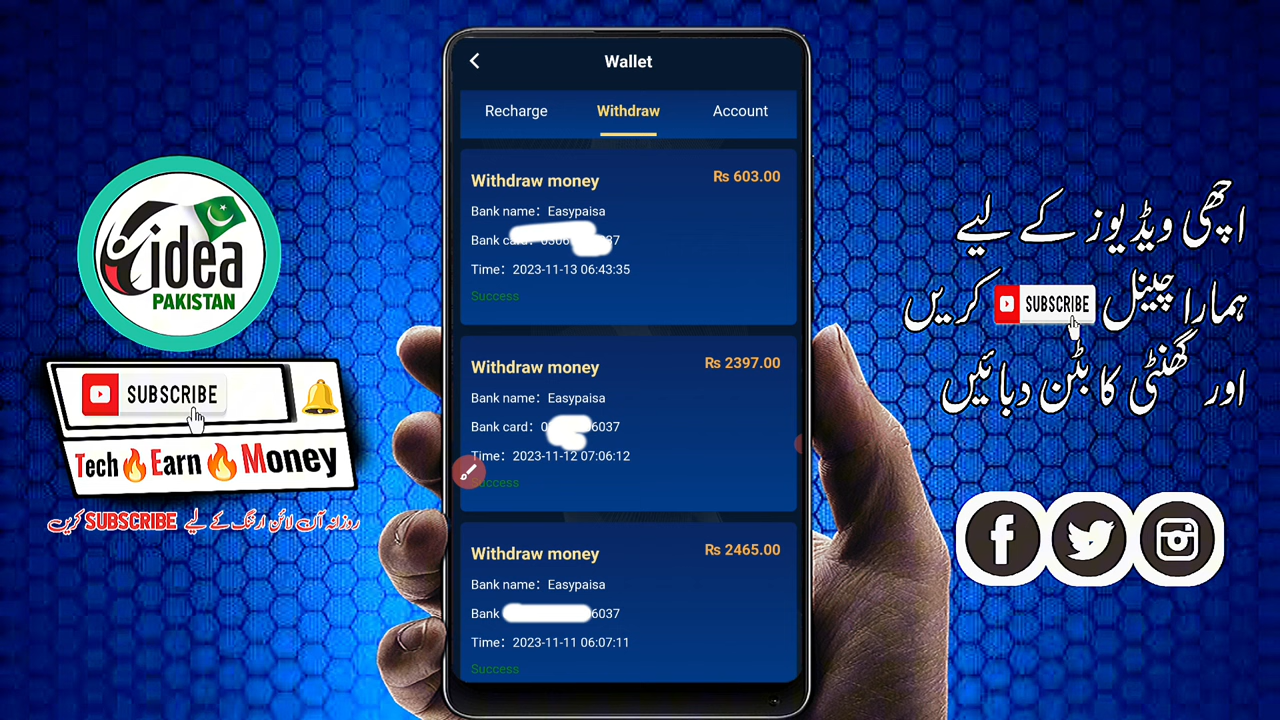 idea
PAKISTAN
SUBSCRIBE
Tech Earn Money
روزانہ آن لائن ارننگ کے لیے SUBSCRIBE کریں
Wallet
Recharge Withdraw Account
Withdraw money Rs 603.00
Bank name: Easypaisa
Bank
Time: 2023-11-13 06:43:35
Success
Withdraw money Rs 2397.00
Bank name: Easypaisa
Bank card: 6037
Time: 2023-11-12 07:06:12
Withdraw money Rs 2465.00
Bank name: Easypaisa
Bank 6037
Time: 2023-11-11 06:07:11
Success
اچھی ویڈیوز کے لیے
ہمارا چینل SUBSCRIBE کریں
اور گھنٹی کا بٹن دبائیں